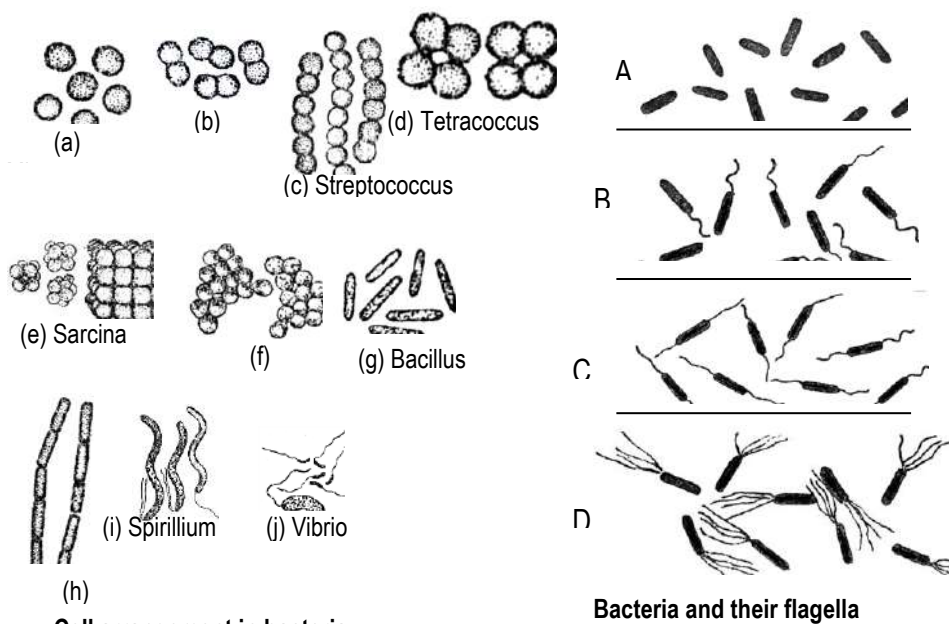 (a)
(b)
(c) Streptococcus
(d) Tetracoccus
(e) Sarcina
(f)
(g) Bacillus
(h)
(i) Spirillium
(j) Vibrio
A
B
C
D
Bacteria and their flagella